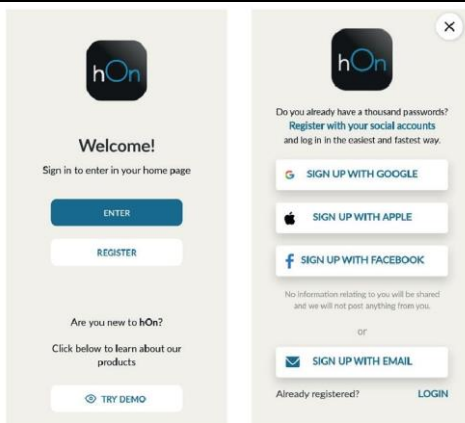 hOn
Welcome!
Sign in to enter in your home page
ENTER
REGISTER
Are you new to hOn?
Click below to learn about our
products
TRY DEMO
hOn
Do you already have a thousand passwords?
Register with your social accounts
and log in in the easiest and fastest way.
SIGN UP WITH GOOGLE
SIGN UP WITH APPLE
SIGN UP WITH FACEBOOK
No information relating to you will be shared
and we will not post anything from you.
or
SIGN UP WITH EMAIL
Already registered? LOGIN